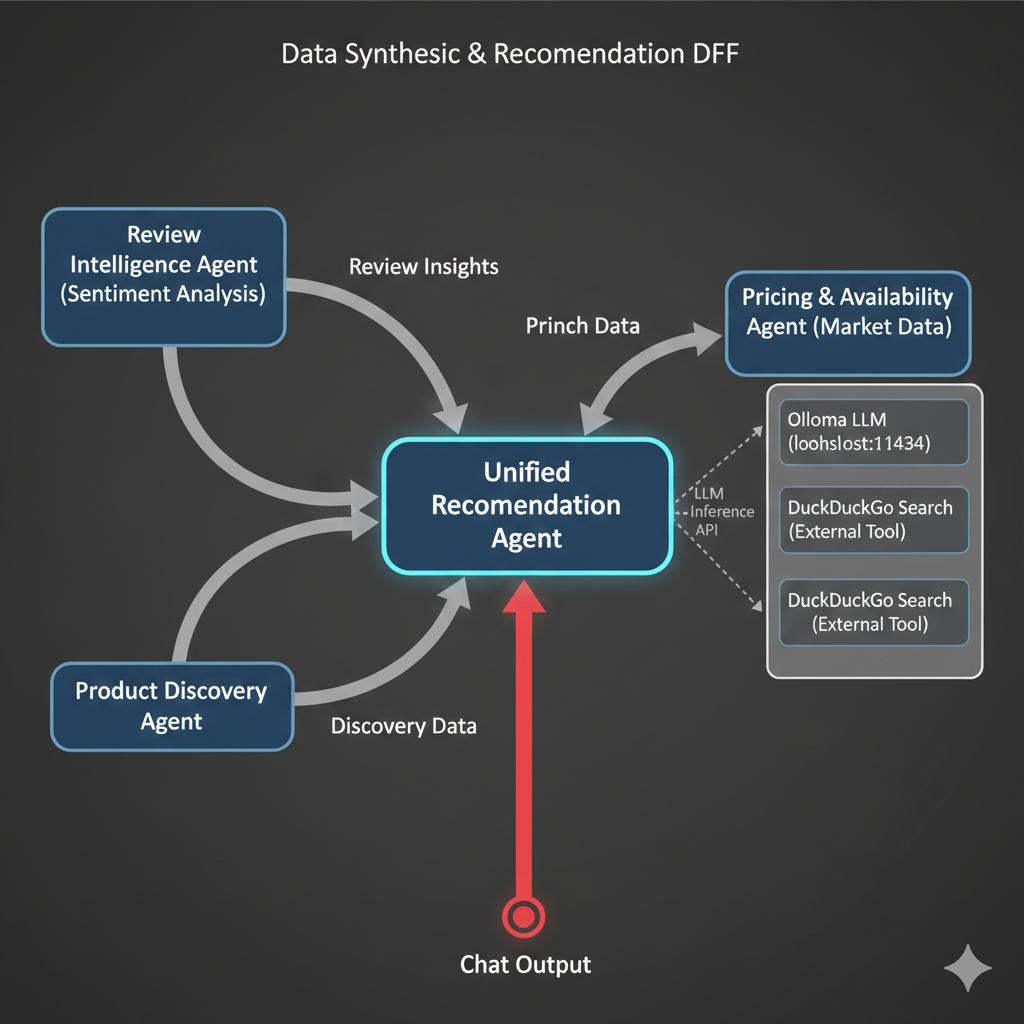 Data Synthesic & Recomendation DFF
Review
Intelligence Agent
(Sentiment Analysis)
Review Insights
Princh Data
Pricing & Availability
Agent (Market Data)
Olloma LLM
(loohslost:11434)
DuckDuckGo Search
(External Tool)
DuckDuckGo Search
(External Tool)
LLM
Inference
API
Unified
Recomendation
Agent
Product Discovery
Agent
Discovery Data
Chat Output